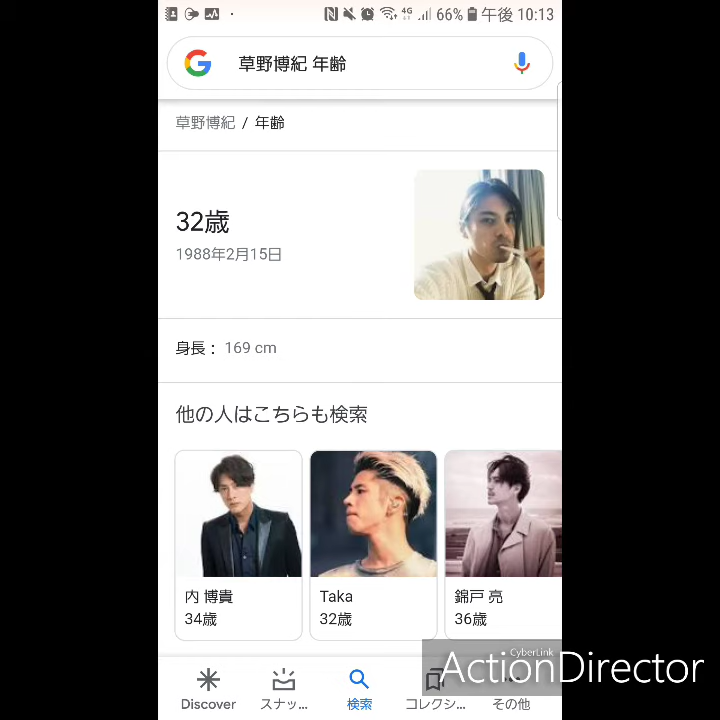 4G 66% 午後 10:13
草野博紀 年齢
草野博紀 / 年齢
32歳
1988年2月15日
身長： 169 cm
他の人はこちらも検索
内 博貴
34歳
Taka
32歳
錦戸 亮
36歳
CyberLink
ActionDirector
Discover
スナッ...
検索
コレクシ...
その他